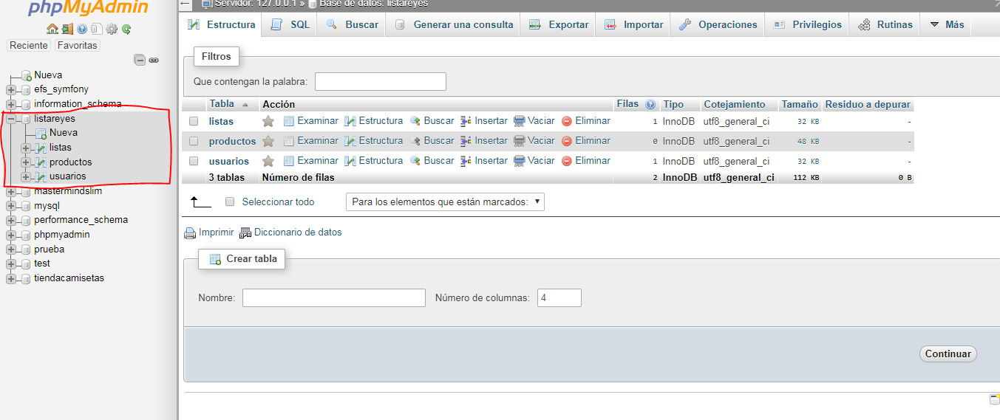 phpMyAdmin
Reciente Favoritas
Nueva
efs_symfony
information_schema
listareyes
Nueva
listas
productos
usuarios
mastermindslim
mysql
performance_schema
phpmyadmin
prueba
test
tiendacamisetas
Servidor: 127.0.0.1 » Base de datos: listareyes
Estructura SQL Buscar Generar una consulta Exportar Importar Operaciones Privilegios Rutinas Más
Filtros
Que contengan la palabra:
Tabla Acción Filas Tipo Cotejamiento Tamaño Residuo a depurar
listas Examinar Estructura Buscar Insertar Vaciar Eliminar 1 InnoDB utf8_general_ci 32 KB -
productos Examinar Estructura Buscar Insertar Vaciar Eliminar 0 InnoDB utf8_general_ci 48 KB -
usuarios Examinar Estructura Buscar Insertar Vaciar Eliminar 1 InnoDB utf8_general_ci 32 KB -
3 tablas Número de filas 2 InnoDB utf8_general_ci 112 KB 0 B
Seleccionar todo Para los elementos que están marcados:
Imprimir Diccionario de datos
Crear tabla
Nombre: Número de columnas: 4
Continuar